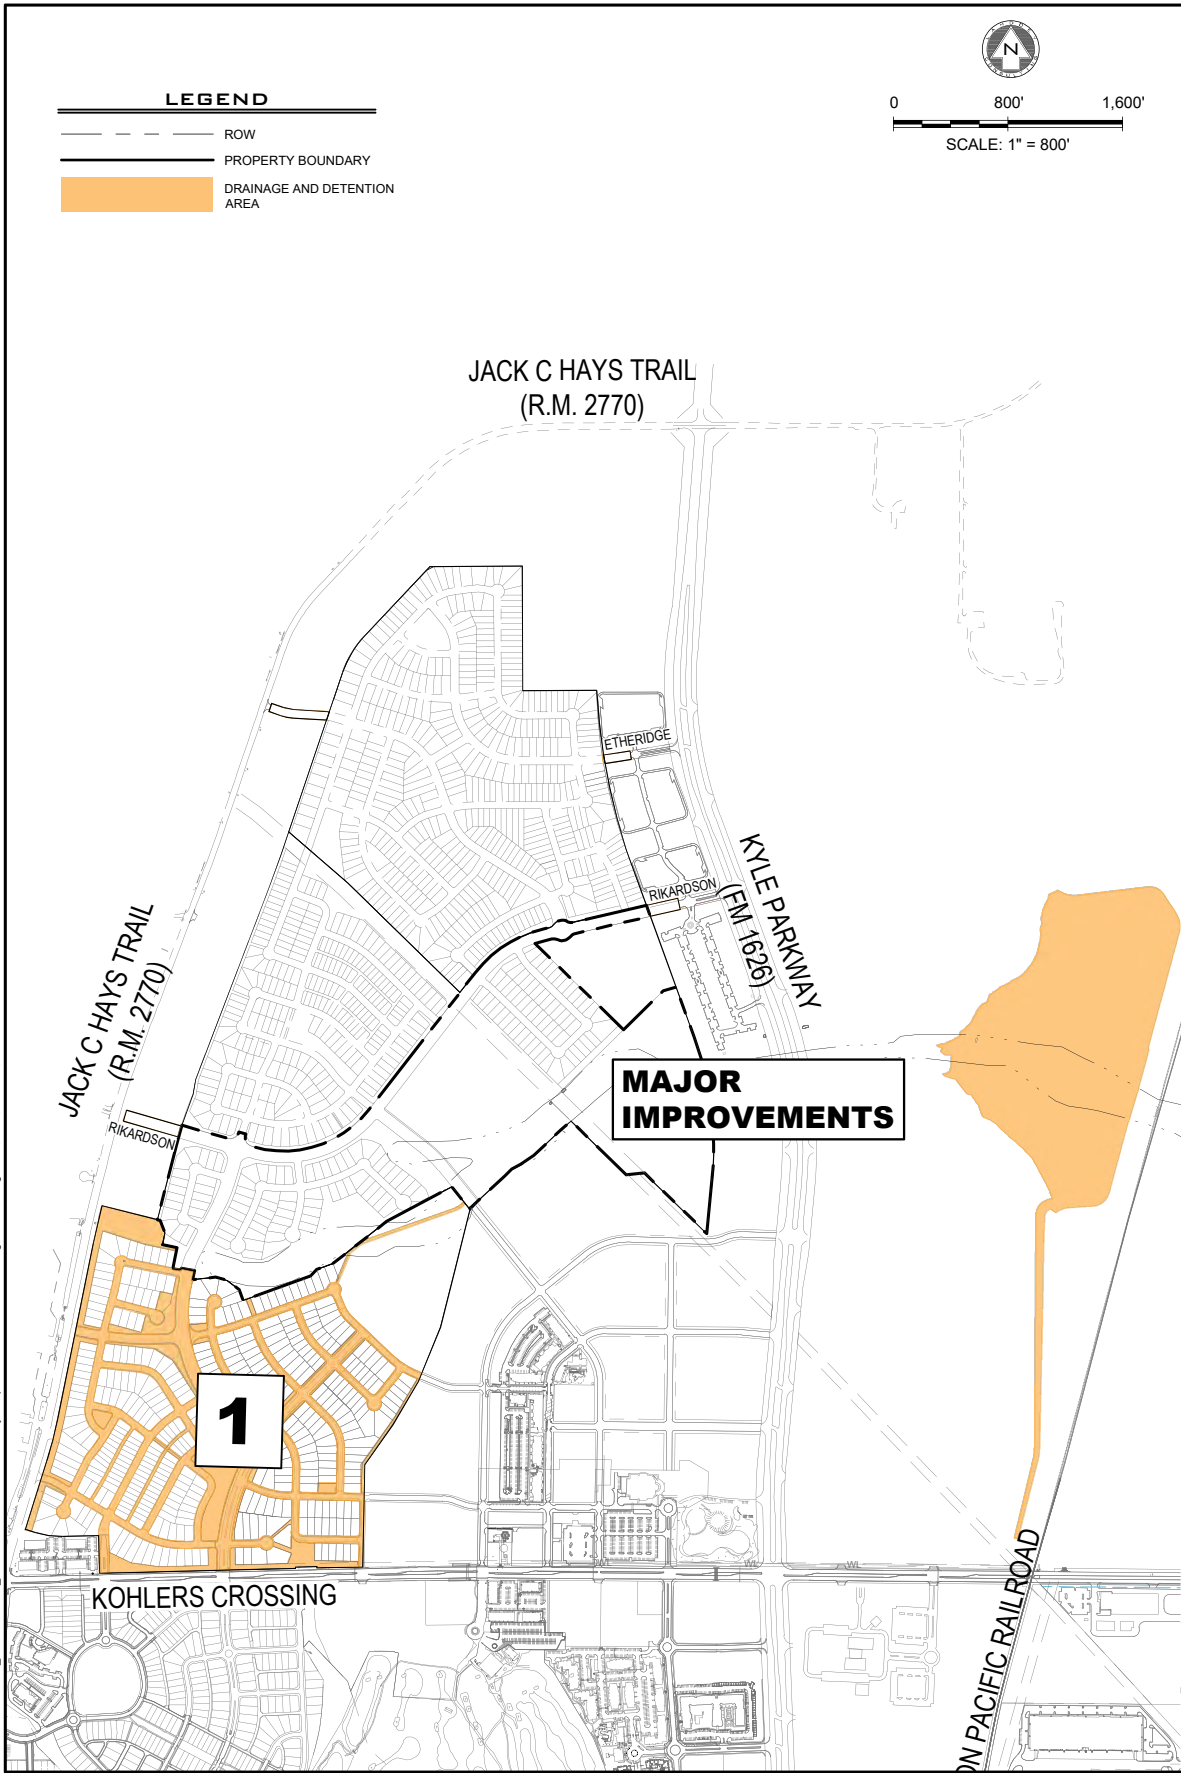 N
0 800' 1,600'
SCALE: 1" = 800'
LEGEND
ROW
PROPERTY BOUNDARY
DRAINAGE AND DETENTION
AREA
JACK C HAYS TRAIL
(R.M. 2770)
ETHERIDGE
KYLE PARKWAY
(FM 1626)
RIKARDSON
JACK C HAYS TRAIL
(R.M. 2770)
MAJOR
IMPROVEMENTS
RIKARDSON
1
WL
WL
KOHLERS CROSSING
ON PACIFIC RAILROAD